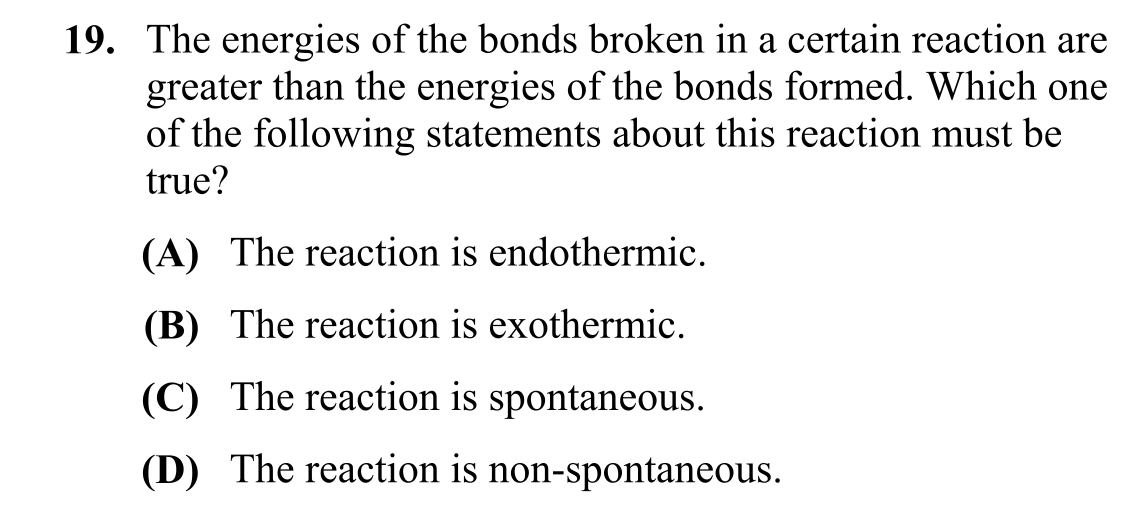 19. The energies of the bonds broken in a certain reaction are
greater than the energies of the bonds formed. Which one
of the following statements about this reaction must be
true?
(A) The reaction is endothermic.
(B) The reaction is exothermic.
(C) The reaction is spontaneous.
(D) The reaction is non-spontaneous.